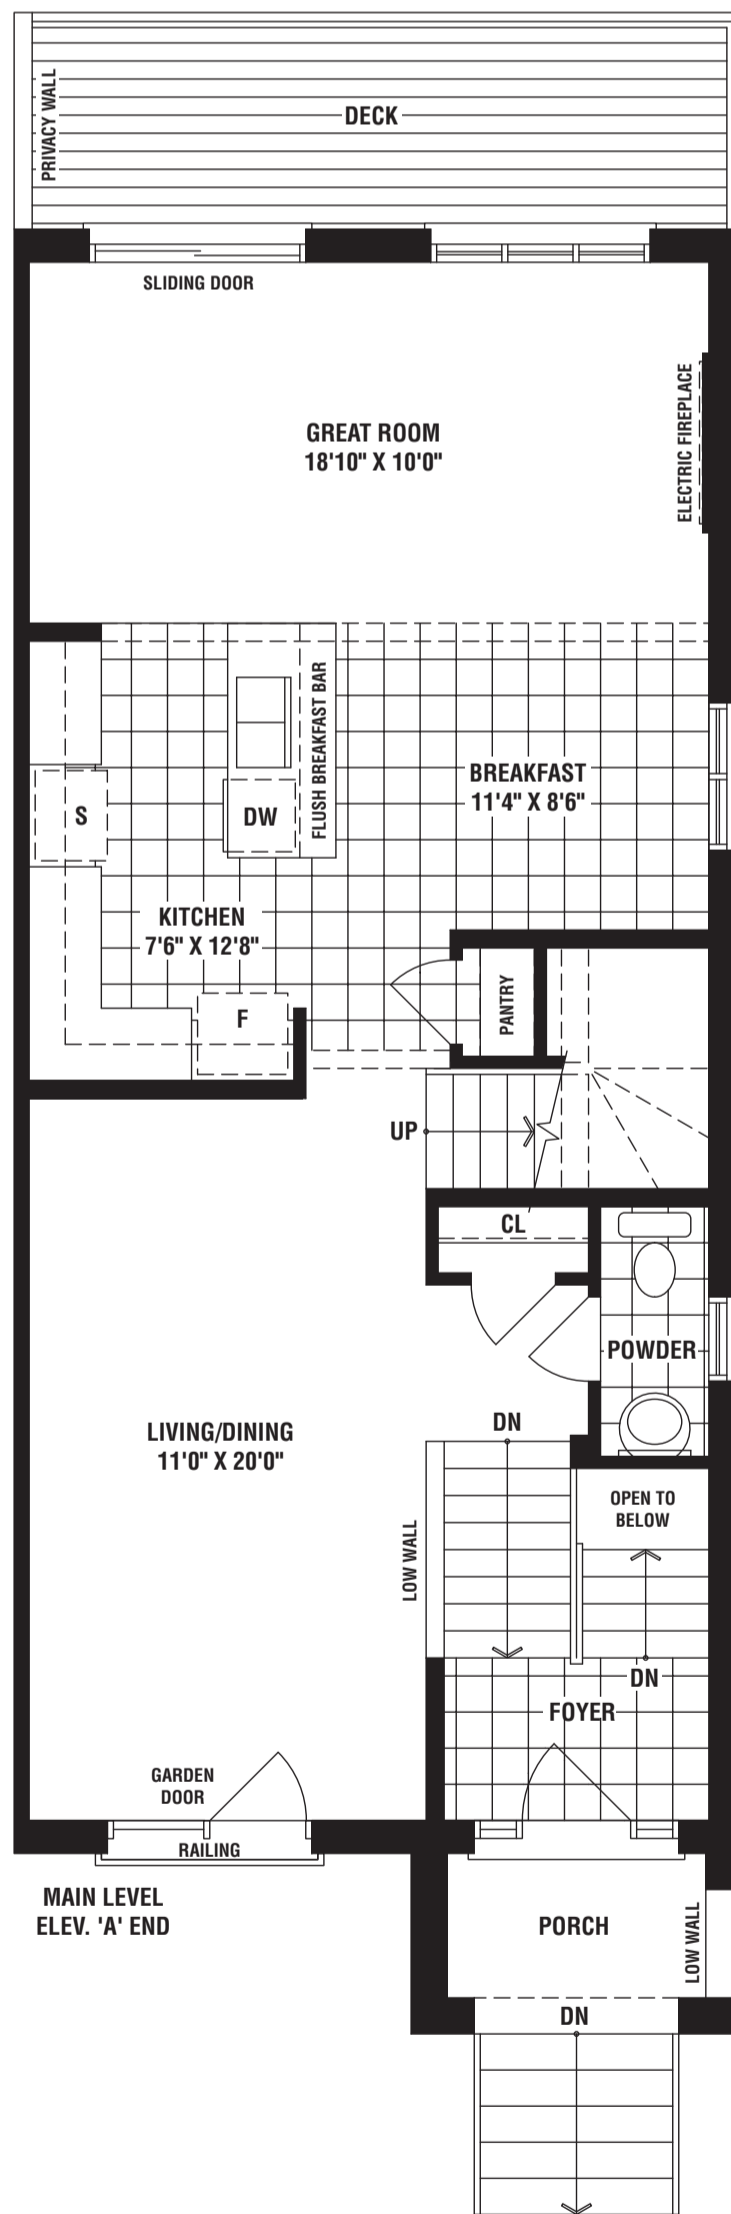 PRIVACY WALL
DECK
SLIDING DOOR
GREAT ROOM
18'10" X 10'0"
ELECTRIC FIREPLACE
FLUSH BREAKFAST BAR
BREAKFAST
11'4" X 8'6"
S
DW
KITCHEN
7'6" X 12'8"
F
PANTRY
UP
CL
POWDER
DN
LIVING/DINING
11'0" X 20'0"
OPEN TO
BELOW
LOW WALL
DN
FOYER
GARDEN
DOOR
RAILING
MAIN LEVEL
ELEV. 'A' END
PORCH
LOW WALL
DN